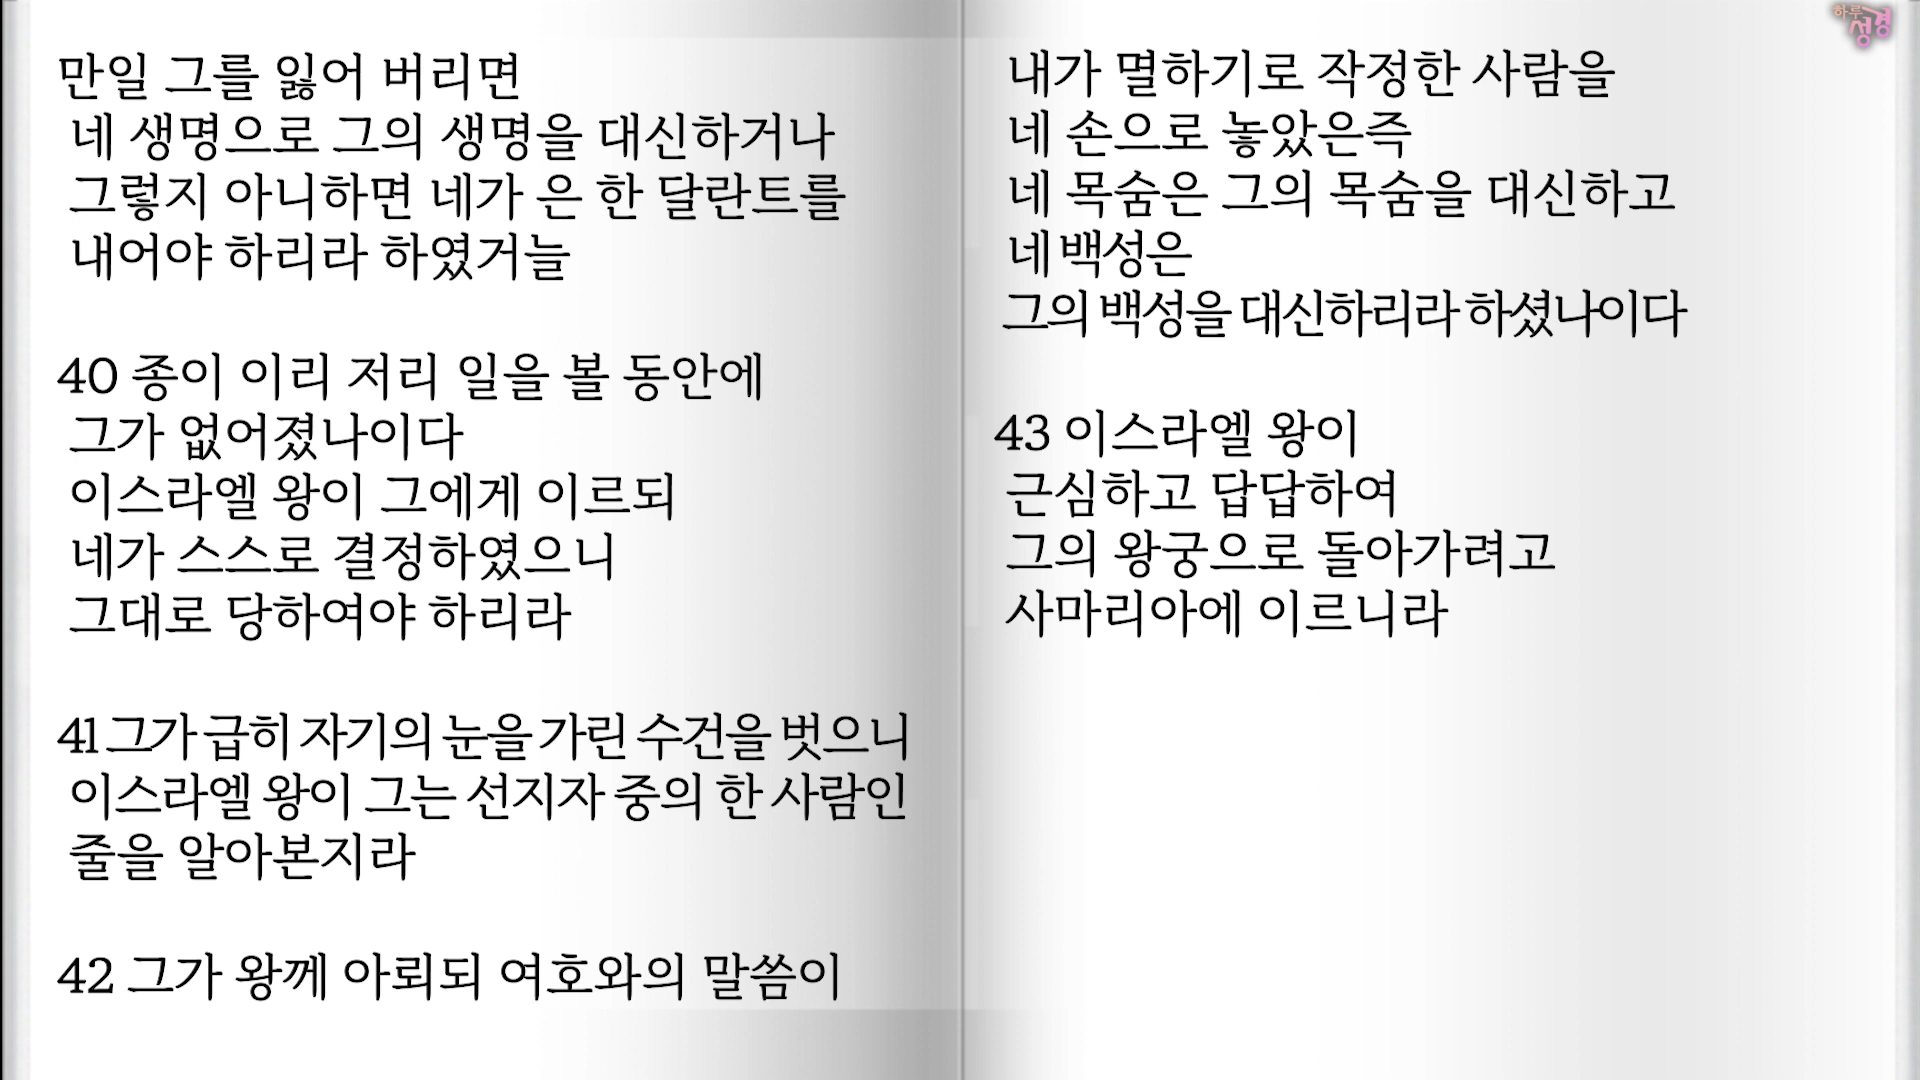 만일 그를 잃어 버리면
네 생명으로 그의 생명을 대신하거나
그렇지 아니하면 네가 은 한 달란트를
내어야 하리라 하였거늘
40 종이 이리 저리 일을 볼 동안에
그가 없어졌나이다
이스라엘 왕이 그에게 이르되
네가 스스로 결정하였으니
그대로 당하여야 하리라
41 그가 급히 자기의 눈을 가린 수건을 벗으니
이스라엘 왕이 그는 선지자 중의 한 사람인
줄을 알아본지라
42 그가 왕께 아뢰되 여호와의 말씀이
내가 멸하기로 작정한 사람을
네 손으로 놓았은즉
네 목숨은 그의 목숨을 대신하고
네 백성은
그의 백성을 대신하리라 하셨나이다
43 이스라엘 왕이
근심하고 답답하여
그의 왕궁으로 돌아가려고
사마리아에 이르니라
하루
성경